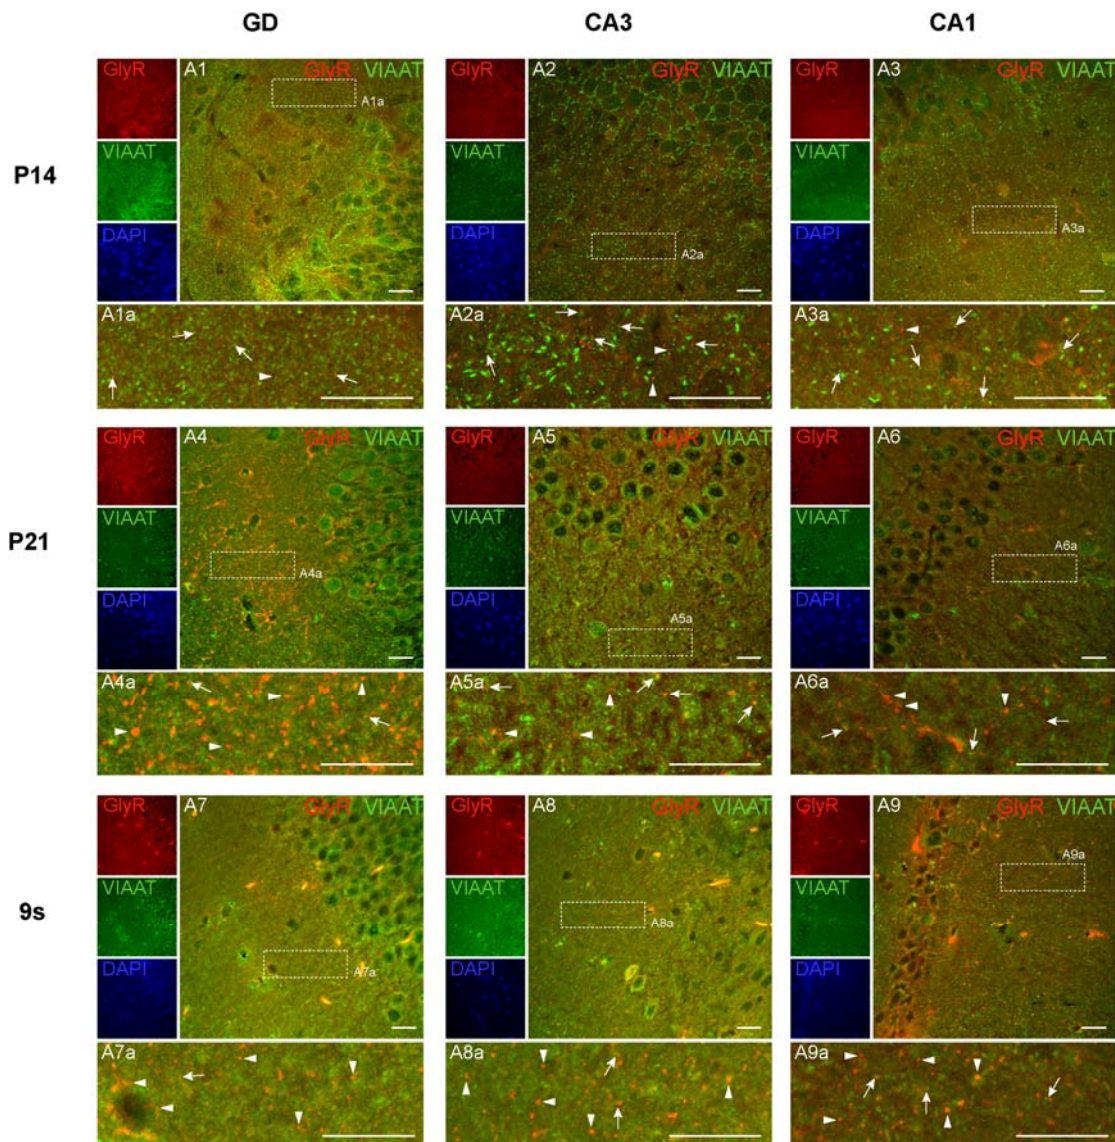 GD CA3 CA1
P14
GlyR A1 GlyR VIAAT
A1a
VIAAT
DAPI
A1a
GlyR A2 GlyR VIAAT
VIAAT
DAPI
A2a
A2a
GlyR A3 GlyR VIAAT
VIAAT
DAPI
A3a
A3a
P21
GlyR A4 GlyR VIAAT
VIAAT
A4a
DAPI
A4a
GlyR A5 GlyR VIAAT
VIAAT
DAPI
A5a
A5a
GlyR A6 GlyR VIAAT
VIAAT
A6a
DAPI
A6a
9s
GlyR A7 GlyR VIAAT
VIAAT
DAPI
A7a
A7a
GlyR A8 GlyR VIAAT
VIAAT
A8a
DAPI
A8a
GlyR A9 GlyR VIAAT
A9a
VIAAT
DAPI
A9a